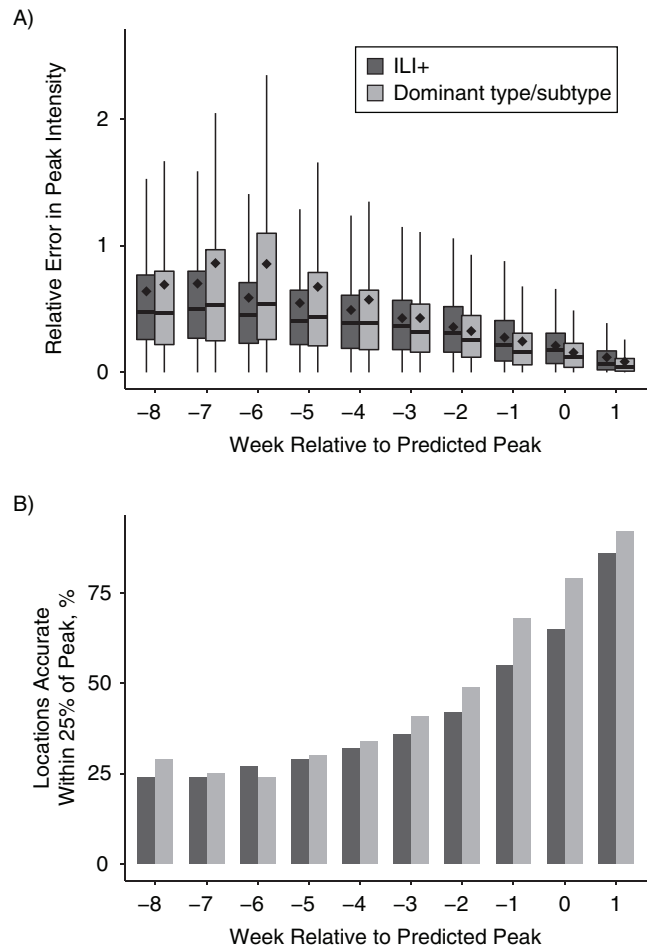 A)
Relative Error in Peak Intensity
2
1
0
ILI+
Dominant type/subtype
−8 −7 −6 −5 −4 −3 −2 −1 0 1
Week Relative to Predicted Peak
B)
Locations Accurate
Within 25% of Peak, %
75
50
25
0
−8 −7 −6 −5 −4 −3 −2 −1 0 1
Week Relative to Predicted Peak